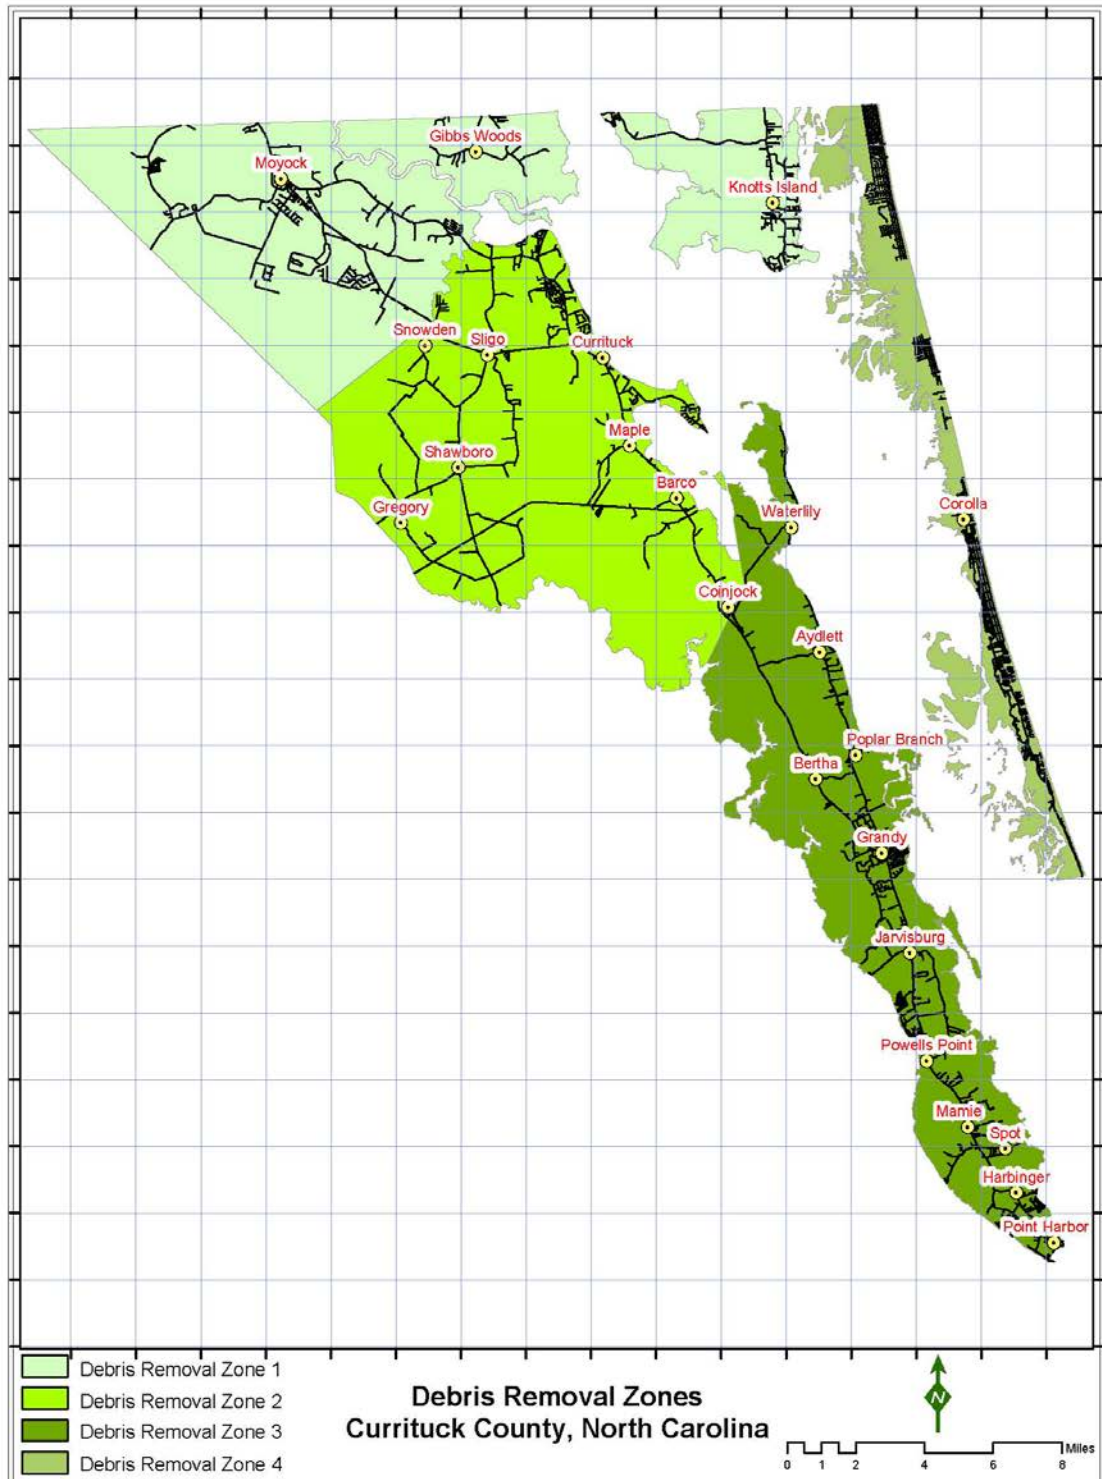 Gibbs Woods
Moyock
Knotts Island
Snowden
Sligo
Currituck
Maple
Shawboro
Barco
Gregory
Waterlily
Corolla
Coinjock
Aydlett
Poplar Branch
Bertha
Grandy
Jarvisburg
Powells Point
Mamie
Spot
Harbinger
Point Harbor
Debris Removal Zone 1
Debris Removal Zone 2
Debris Removal Zone 3
Debris Removal Zone 4
Debris Removal Zones
Currituck County, North Carolina
N
Miles
0 1 2 4 6 8